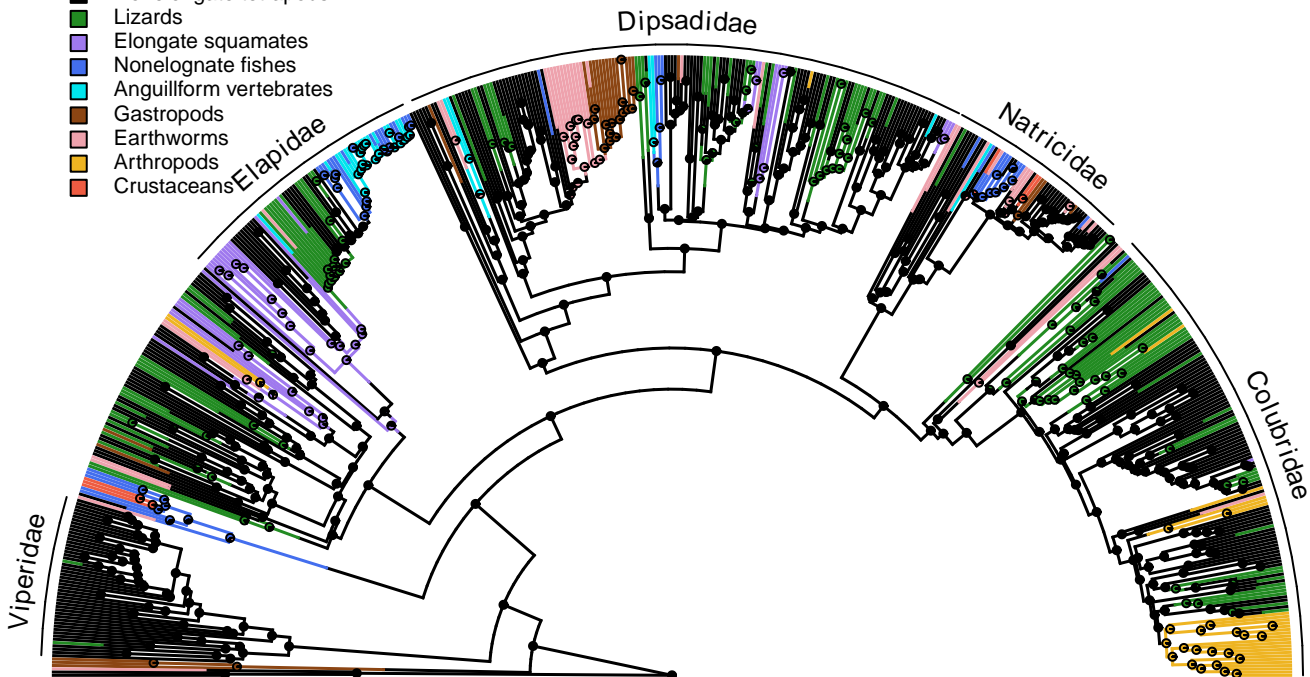 Lizards
Elongate squamates
Nonelognate fishes
Anguillform vertebrates
Gastropods
Earthworms
Arthropods
Crustaceans
Viperidae
Elapidae
Dipsadidae
Natricidae
Colubridae